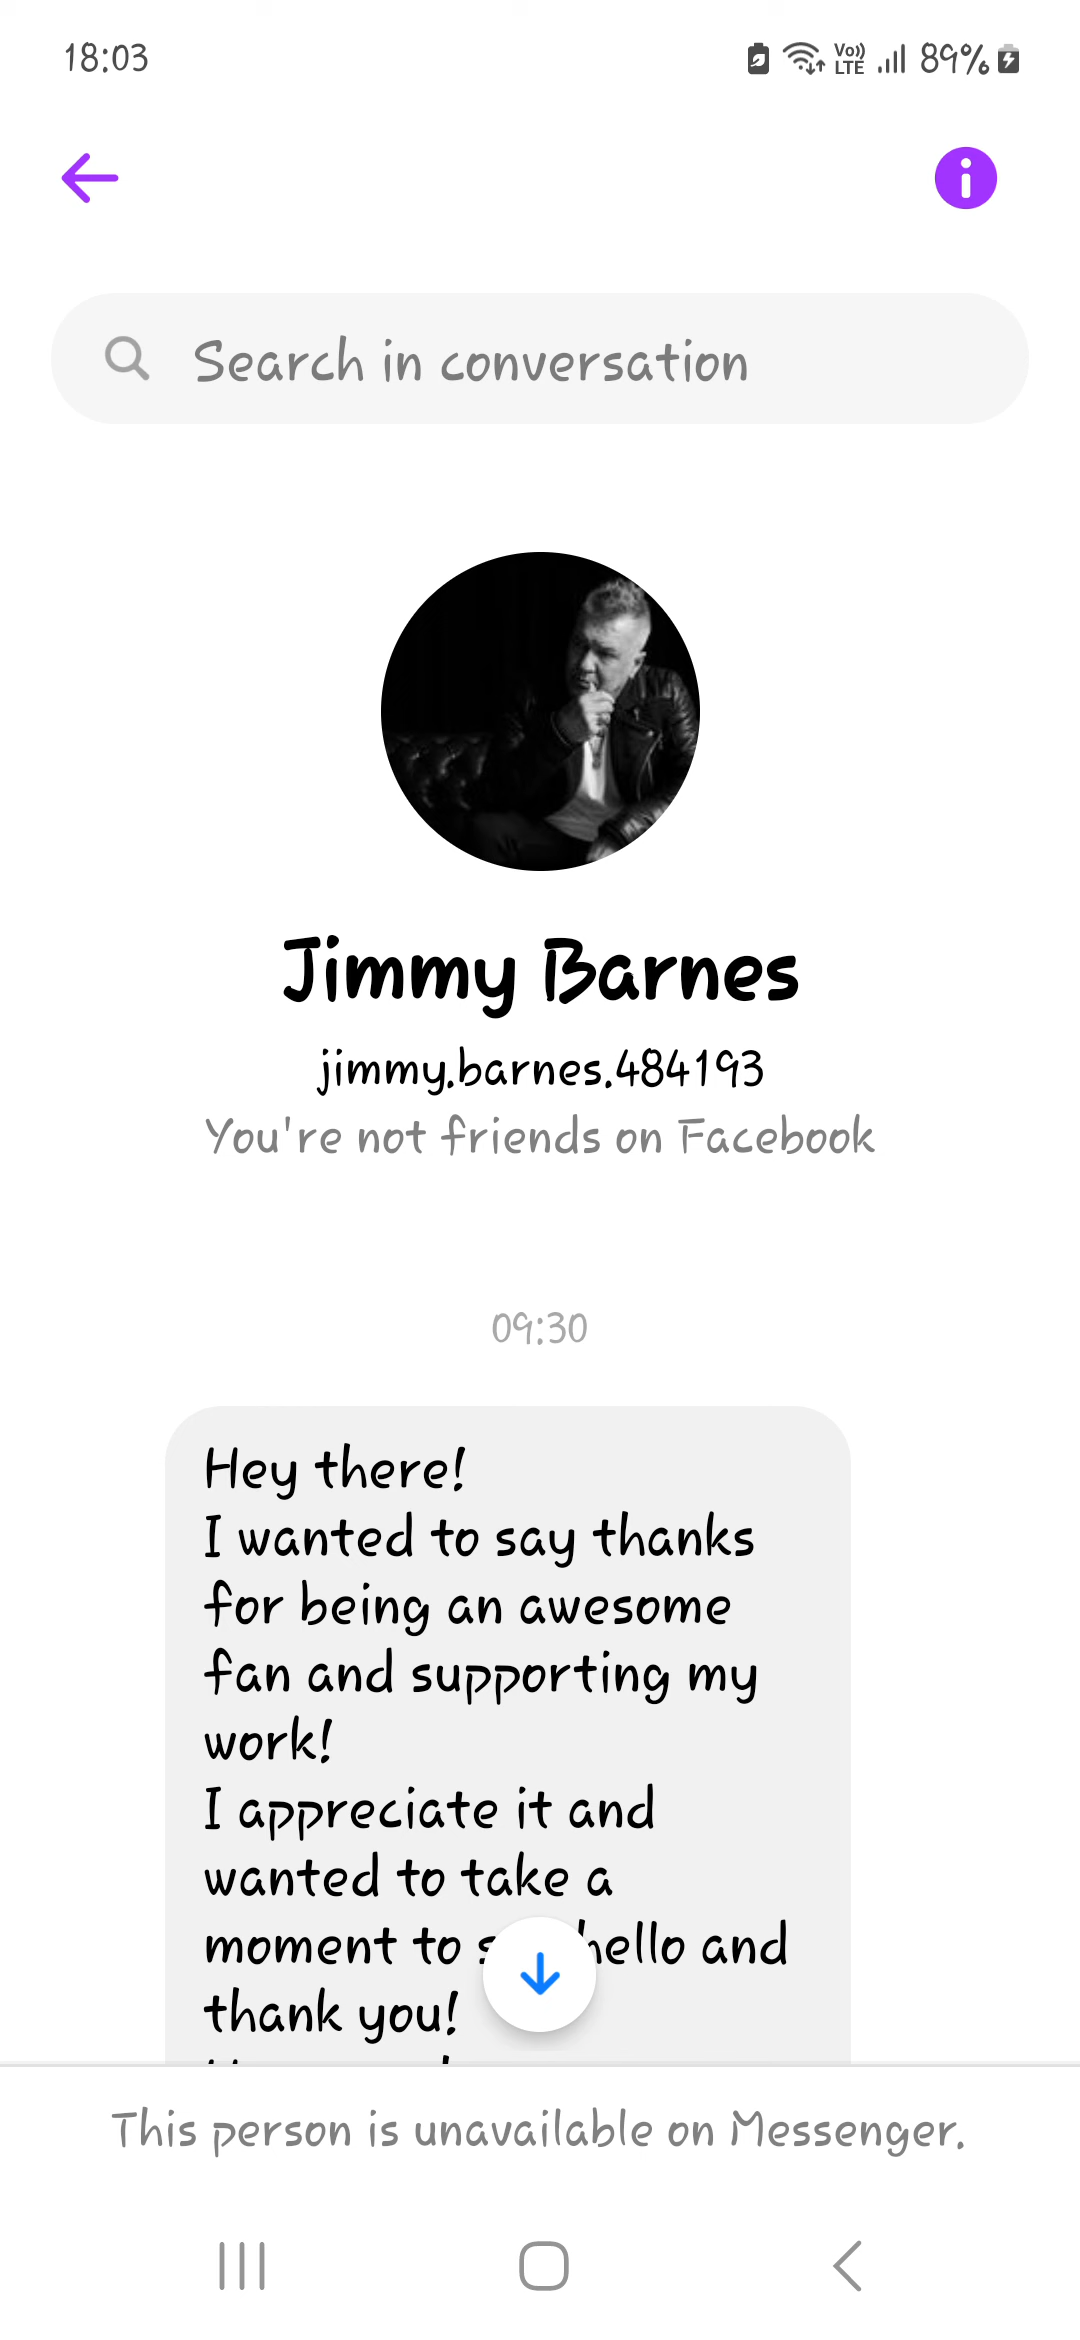 18:03
Vo)) LTE 89%
Search in conversation
Jimmy Barnes
jimmy.barnes.484193
You're not friends on Facebook
09:30
Hey there!
I wanted to say thanks
for being an awesome
fan and supporting my
work!
I appreciate it and
wanted to take a
moment to hello and
thank you!
This person is unavailable on Messenger.